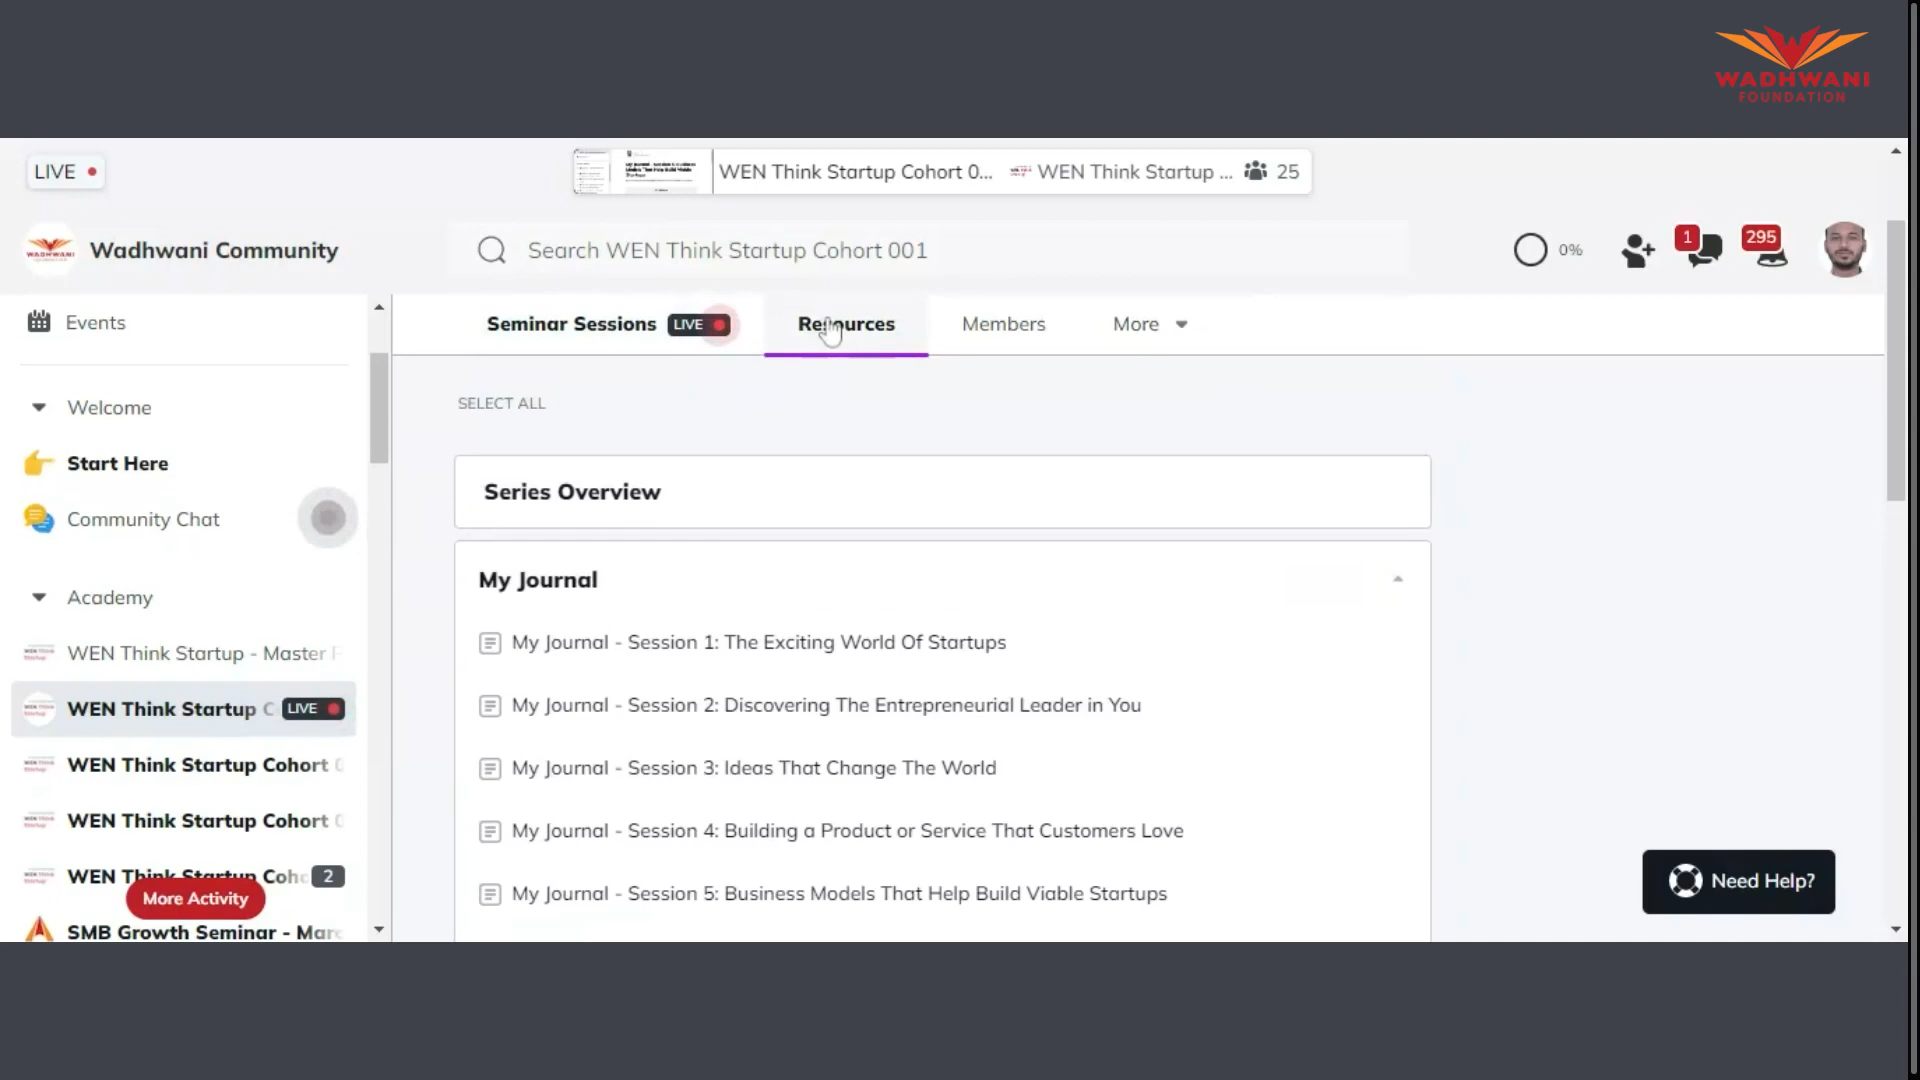 WADHWANI
FOUNDATION
LIVE
WEN Think Startup Cohort 0... WEN Think Startup ... 25
Wadhwani Community
Search WEN Think Startup Cohort 001
0%
1
295
Events
Seminar Sessions LIVE
Resources
Members
More
SELECT ALL
Welcome
Start Here
Community Chat
Academy
WEN Think Startup - Master
WEN Think Startup C LIVE
WEN Think Startup Cohort 0
WEN Think Startup Cohort 0
WEN Think Startup Coho 2
More Activity
SMB Growth Seminar - Marc
Series Overview
My Journal
My Journal - Session 1: The Exciting World Of Startups
My Journal - Session 2: Discovering The Entrepreneurial Leader in You
My Journal - Session 3: Ideas That Change The World
My Journal - Session 4: Building a Product or Service That Customers Love
My Journal - Session 5: Business Models That Help Build Viable Startups
Need Help?